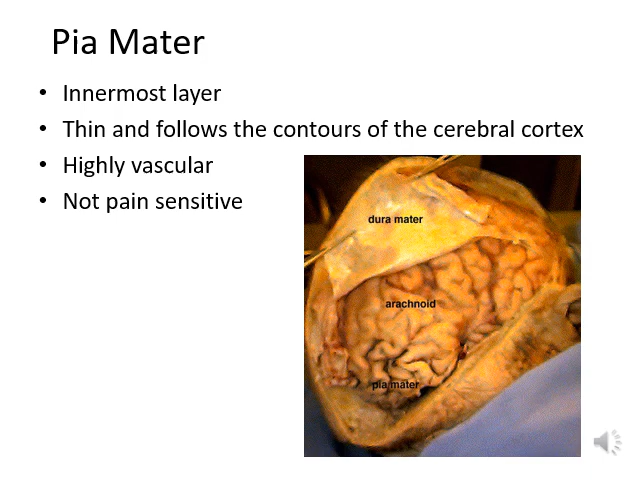 Pia Mater
• Innermost layer
• Thin and follows the contours of the cerebral cortex
• Highly vascular
• Not pain sensitive
dura mater
arachnoid
pia mater